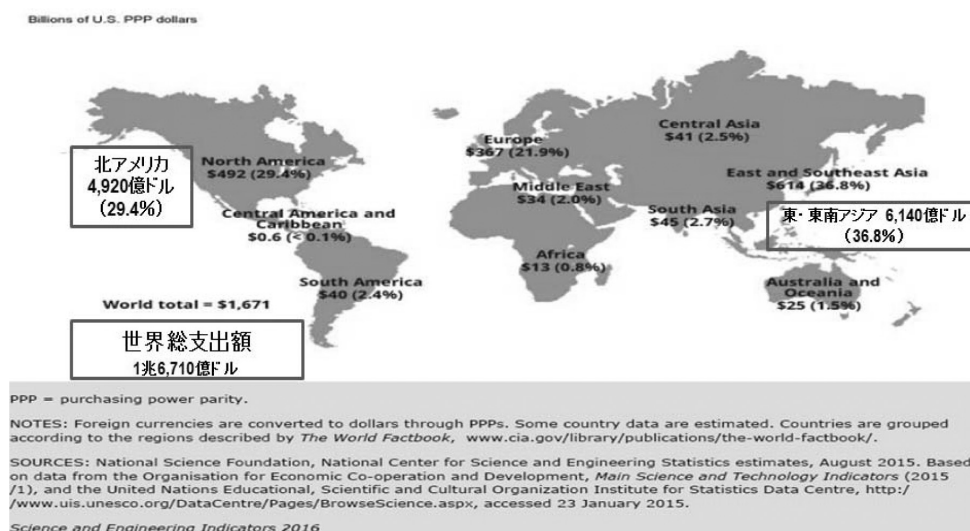 Billions of U.S. PPP dollars
Central Asia
$41 (2.5%)
Europe
$367 (21.9%)
北アメリカ
4,920億ドル
(29.4%)
North America
$492 (29.4%)
East and Southeast Asia
$614 (36.8%)
Middle East
$34 (2.0%)
South Asia
$45 (2.7%)
東・東南アジア 6,140億ドル
(36.8%)
Central America and
Caribbean
$0.6 (< 0.1%)
Africa
$13 (0.8%)
South America
$40 (2.4%)
Australia and
Oceania
$25 (1.5%)
World total = $1,671
世界総支出額
1兆6,710億ドル
PPP = purchasing power parity.
NOTES: Foreign currencies are converted to dollars through PPPs. Some country data are estimated. Countries are grouped
according to the regions described by The World Factbook, www.cia.gov/library/publications/the-world-factbook/.
SOURCES: National Science Foundation, National Center for Science and Engineering Statistics estimates, August 2015. Based
on data from the Organisation for Economic Co-operation and Development, Main Science and Technology Indicators (2015
/1), and the United Nations Educational, Scientific and Cultural Organization Institute for Statistics Data Centre, http:/
/www.uis.unesco.org/DataCentre/Pages/BrowseScience.aspx, accessed 23 January 2015.
Science and Engineering Indicators 2016